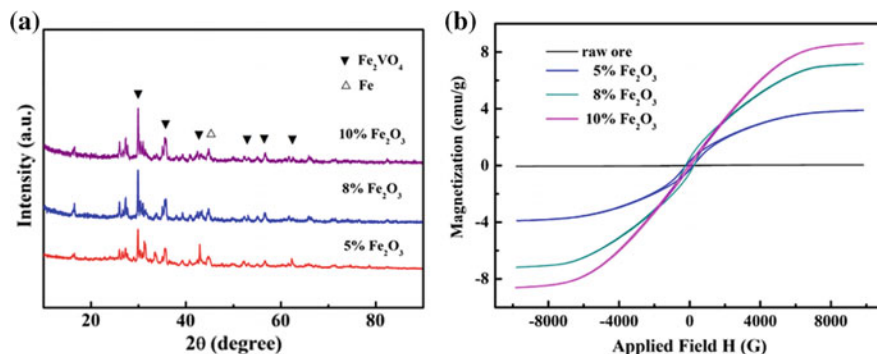 (a)
▼ Fe₂VO₄
△ Fe
10% Fe₂O₃
8% Fe₂O₃
5% Fe₂O₃
Intensity (a.u.)
20 40 60 80
2θ (degree)
(b)
raw ore
5% Fe₂O₃
8% Fe₂O₃
10% Fe₂O₃
Magnetization (emu/g)
8
4
0
-4
-8
-8000 -4000 0 4000 8000
Applied Field H (G)